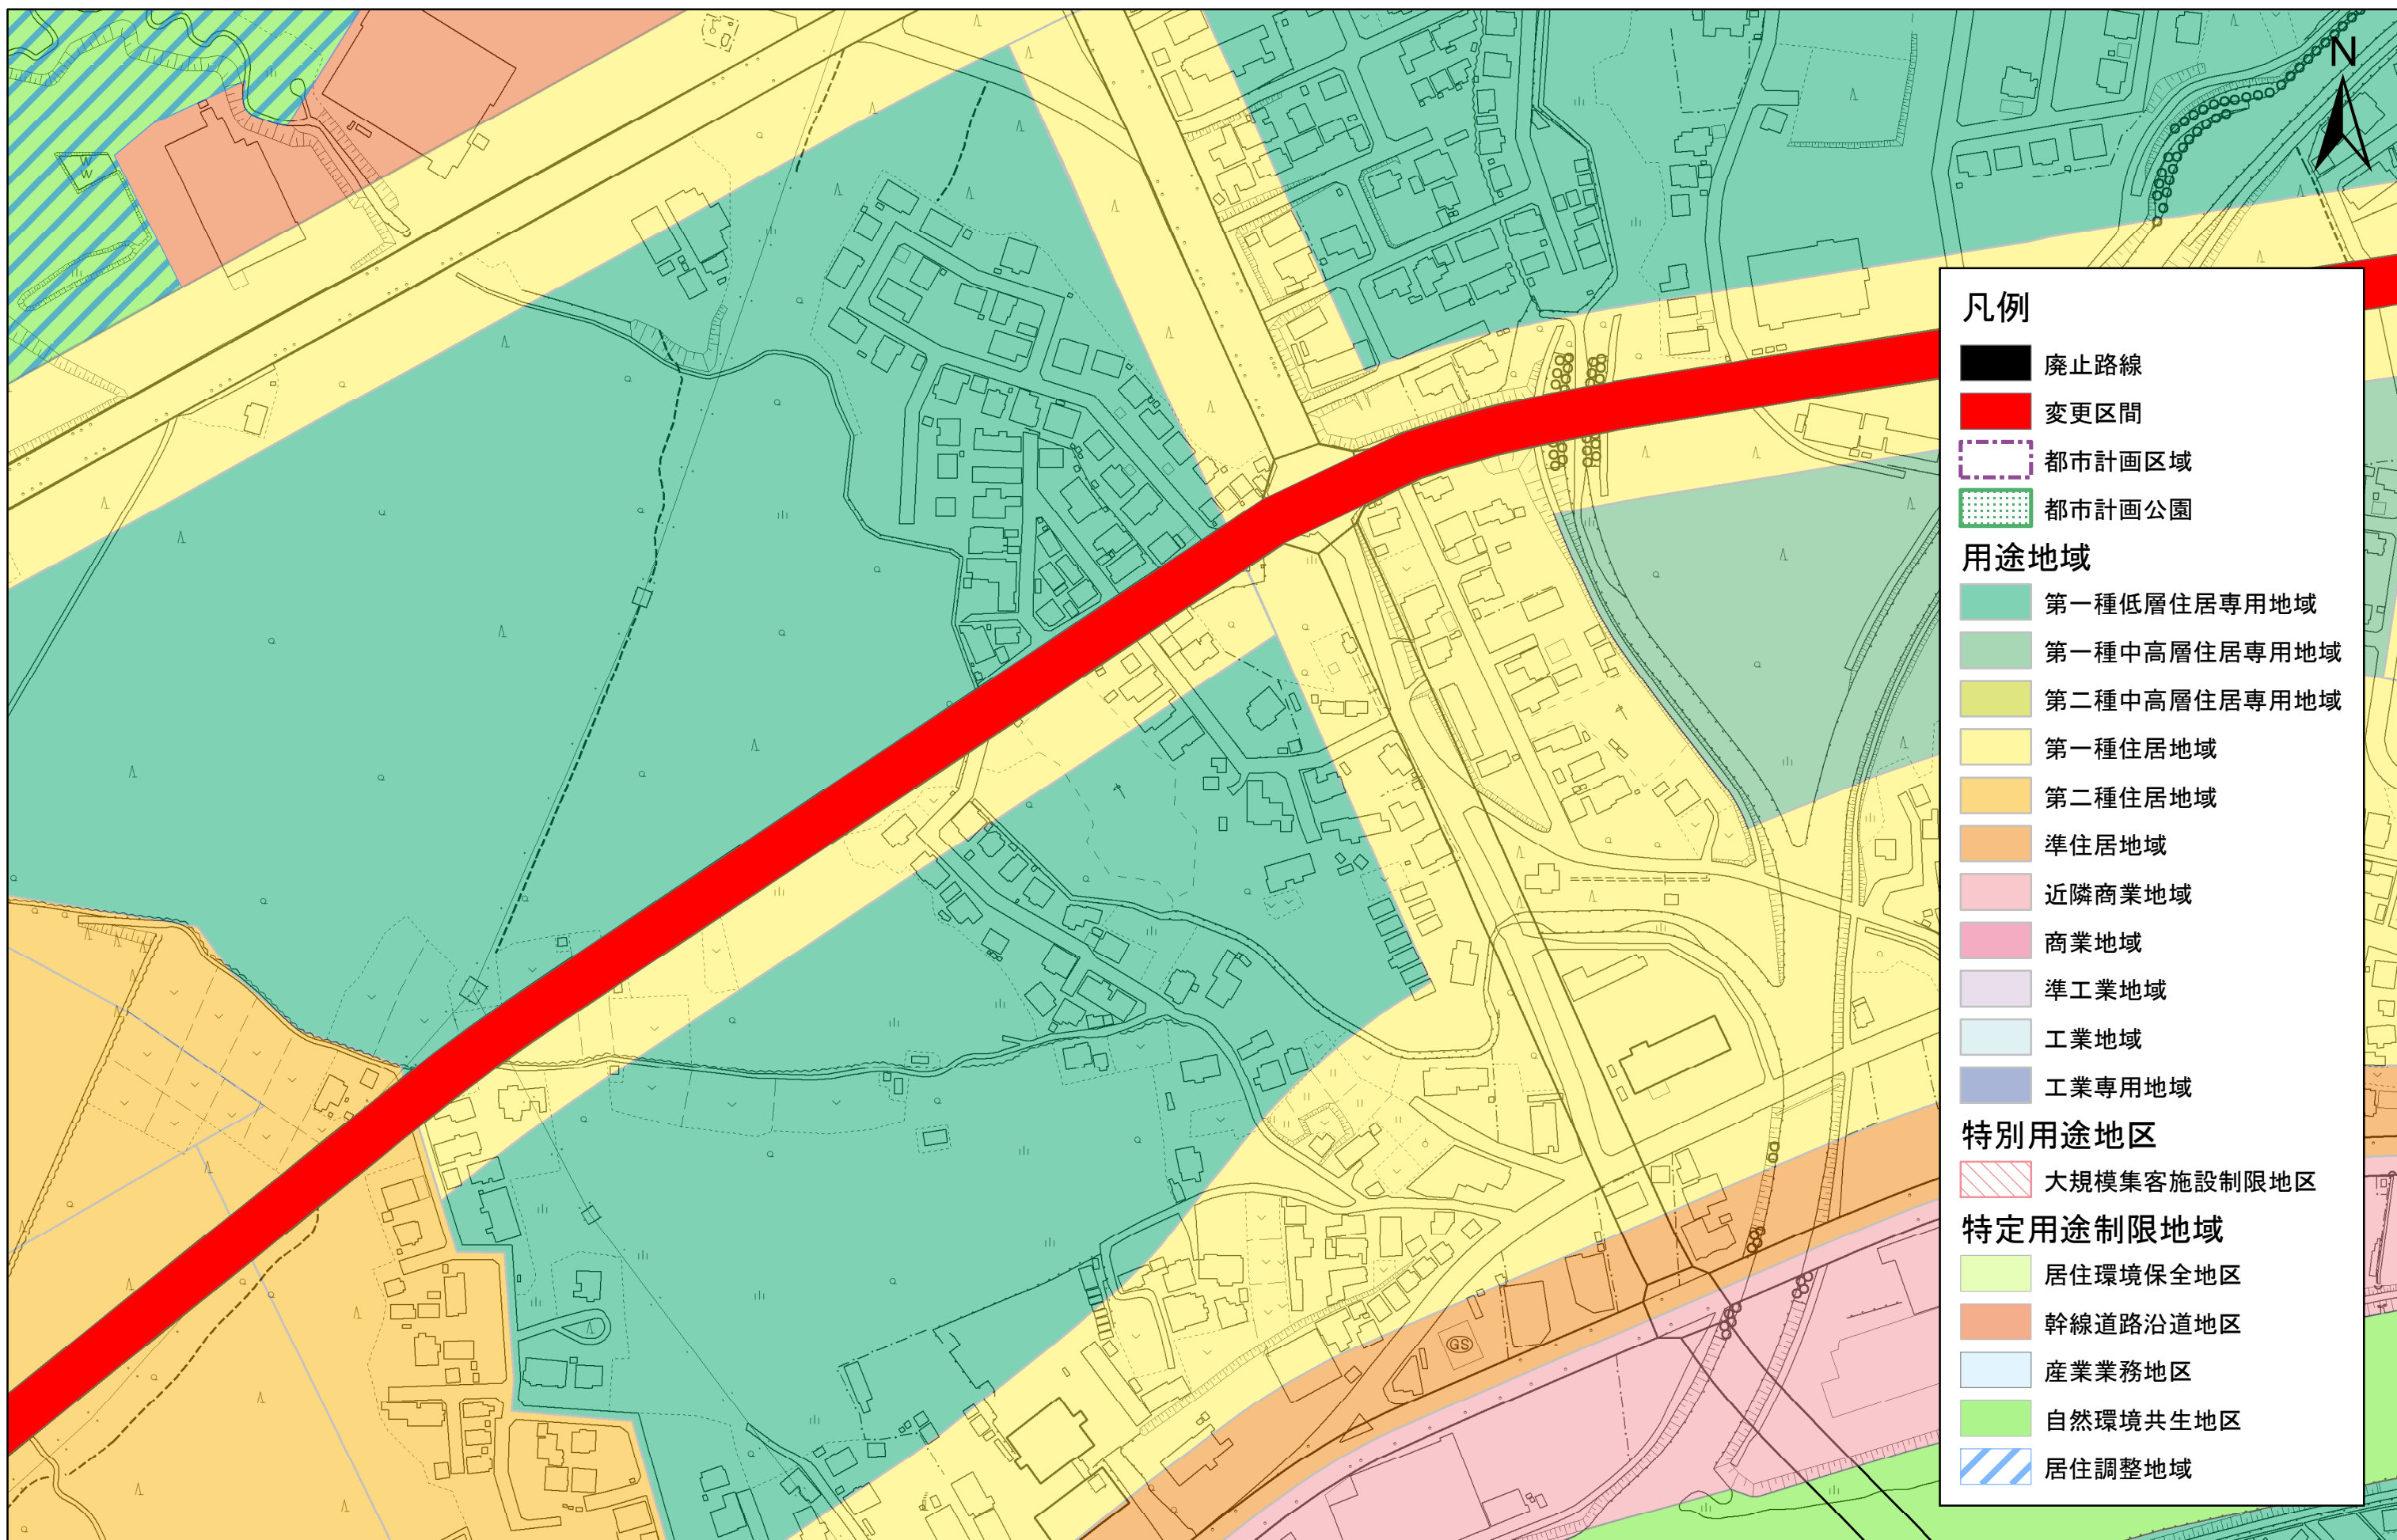 N
凡例
廃止路線
変更区間
都市計画区域
都市計画公園
用途地域
第一種低層住居専用地域
第一種中高層住居専用地域
第二種中高層住居専用地域
第一種住居地域
第二種住居地域
準住居地域
近隣商業地域
商業地域
準工業地域
工業地域
工業専用地域
特別用途地区
大規模集客施設制限地区
特定用途制限地域
居住環境保全地区
幹線道路沿道地区
産業業務地区
自然環境共生地区
居住調整地域
W
W
GS